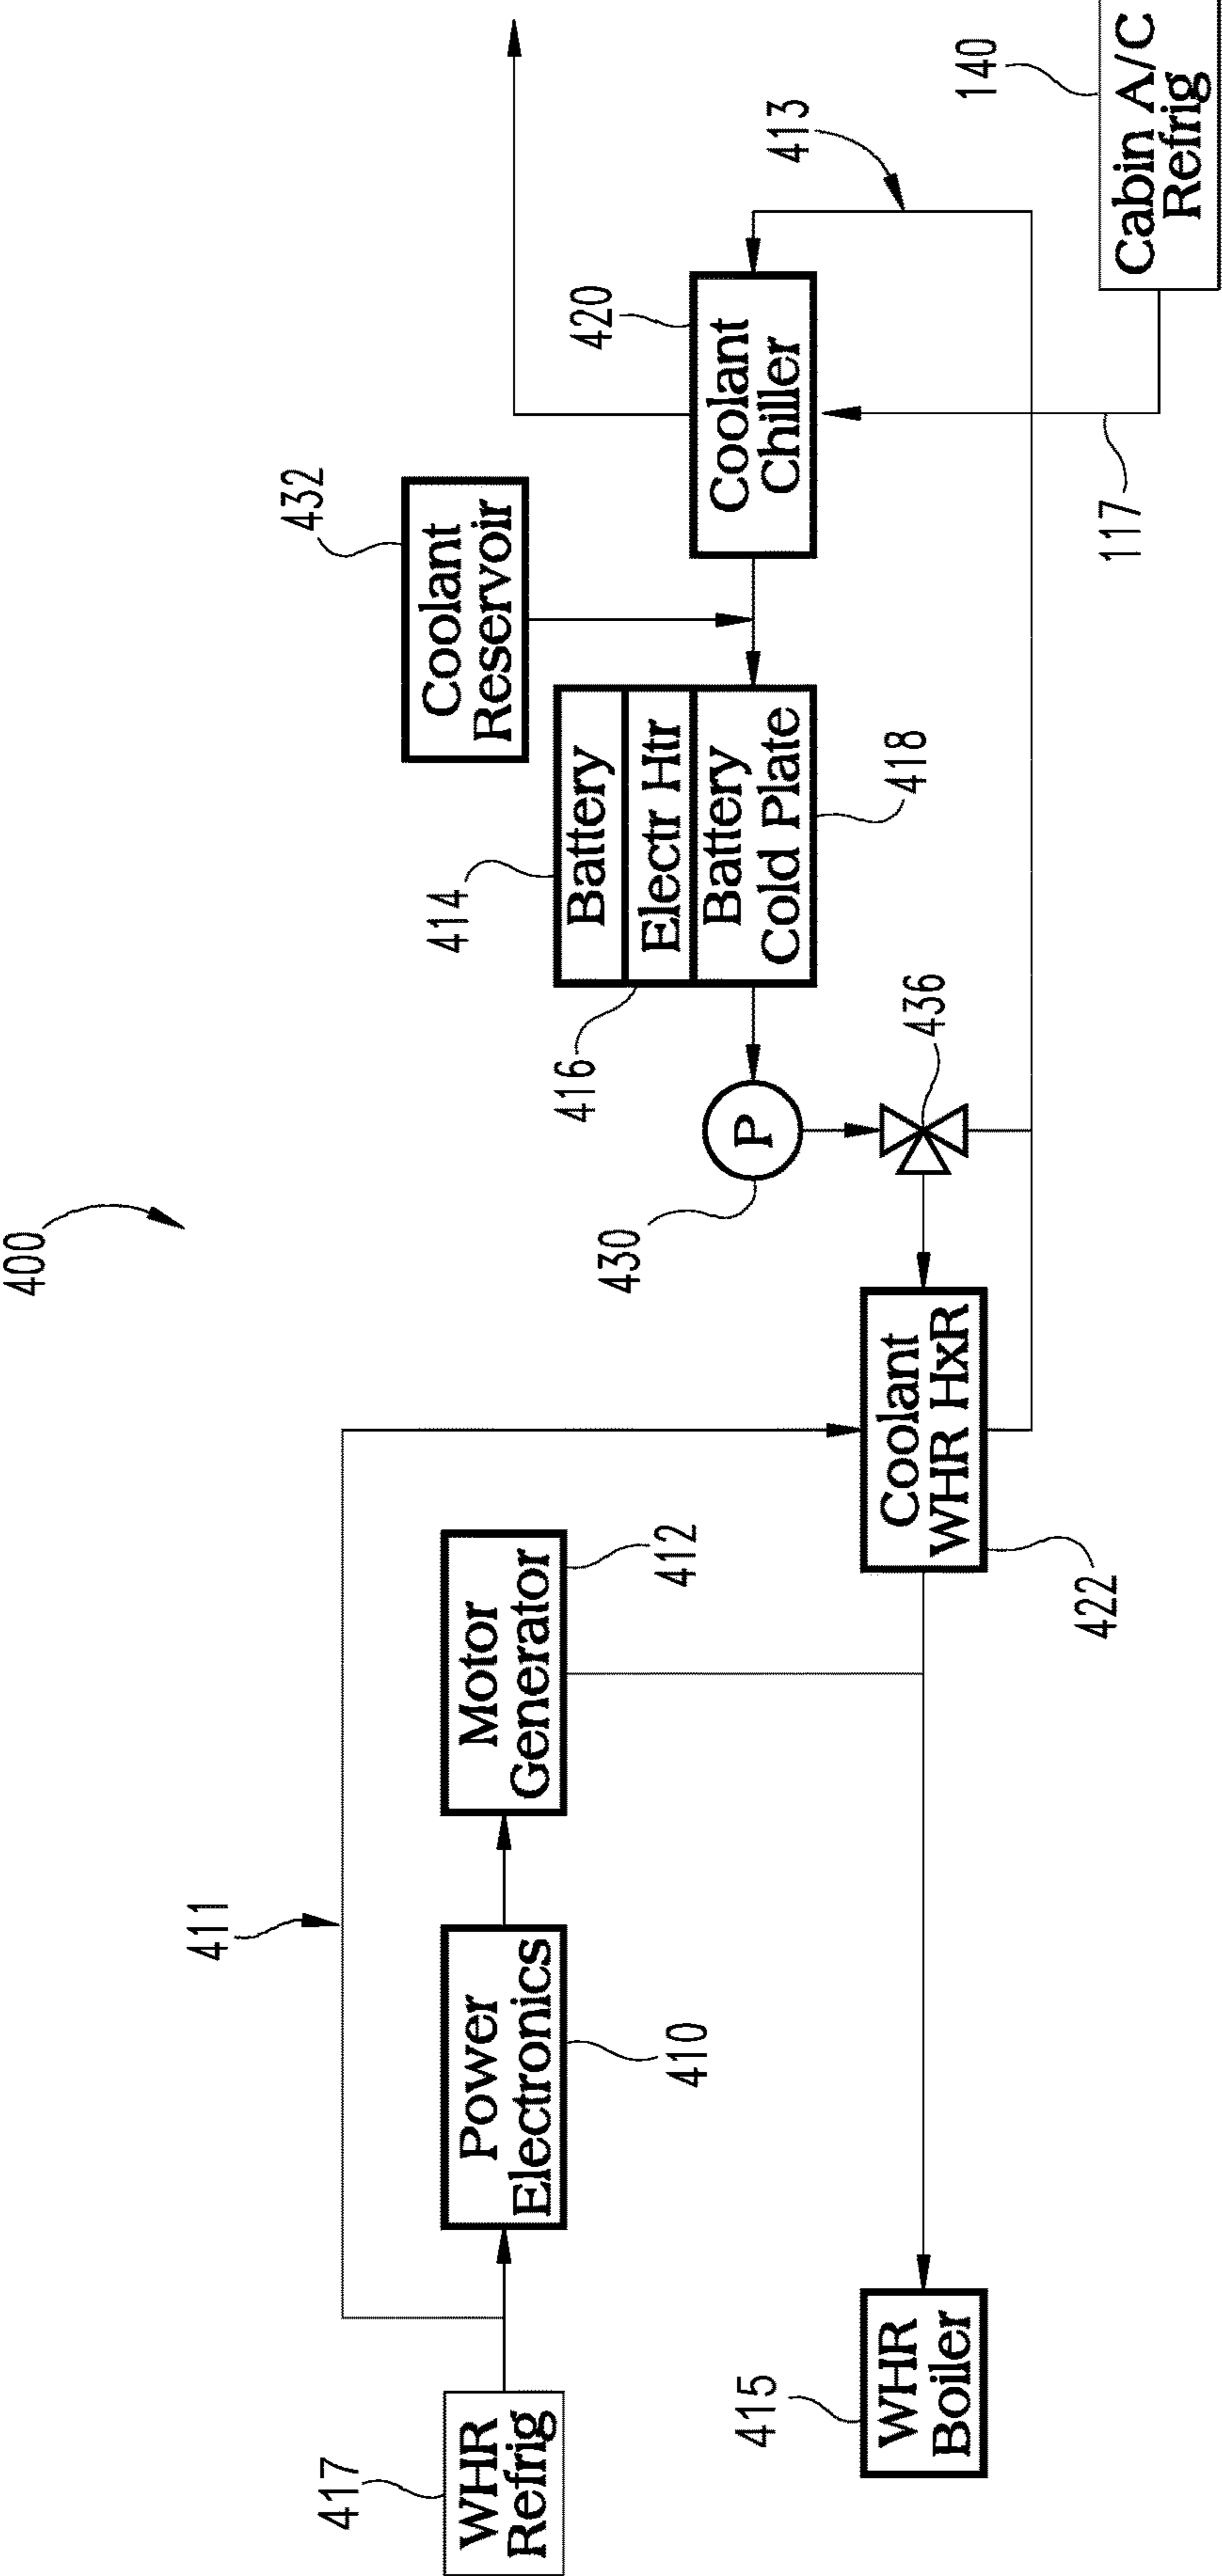 400
411
417
WHR
Refrig
Power
Electronics
410
Motor
Generator
412
415
WHR
Boiler
Coolant
WHR HxR
422
430
P
436
414
Battery
416
Electr Htr
Battery
Cold Plate
418
432
Coolant
Reservoir
420
Coolant
Chiller
413
117
140
Cabin A/C
Refrig